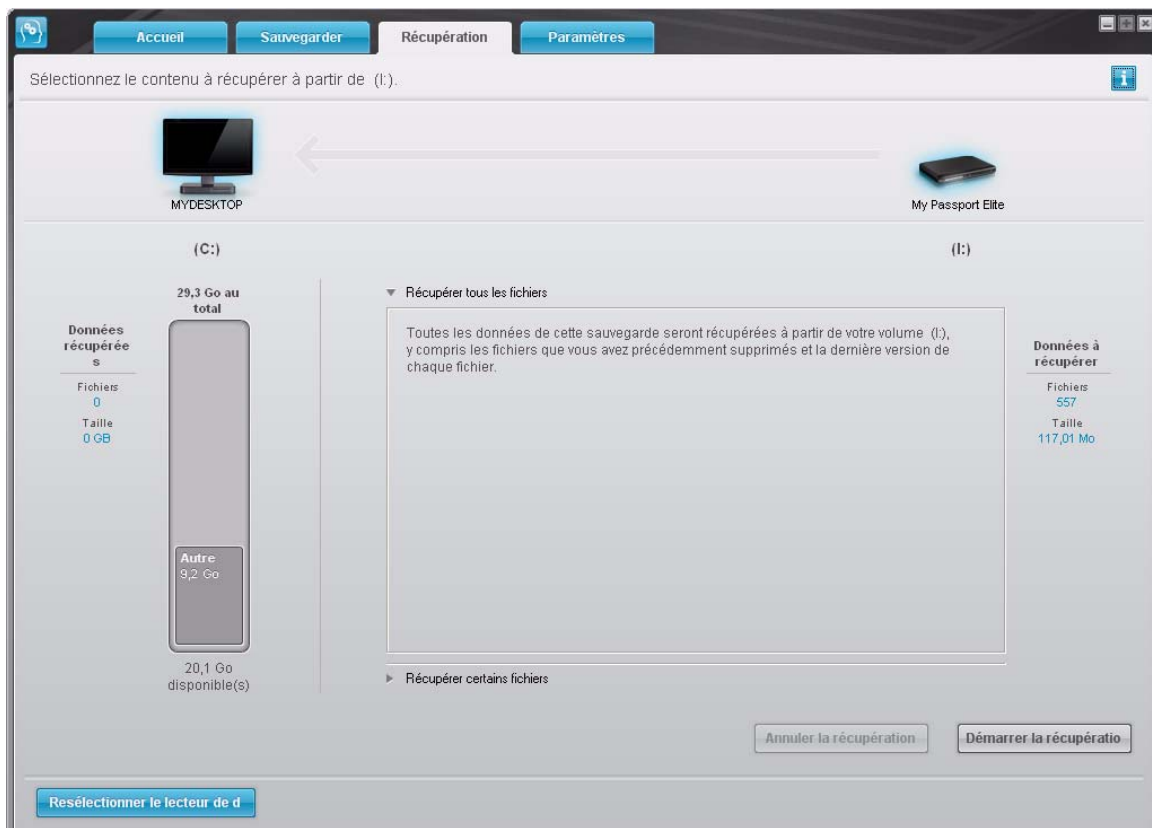 Accueil
Sauvegarder
Récupération
Paramètres
Sélectionnez le contenu à récupérer à partir de (I:).
MYDESKTOP
My Passport Elite
(C:)
(I:)
29,3 Go au
total
Données
récupérée
s
Fichiers
0
Taille
0 GB
Autre
9,2 Go
20,1 Go
disponible(s)
Récupérer tous les fichiers
Toutes les données de cette sauvegarde seront récupérées à partir de votre volume (I:),
y compris les fichiers que vous avez précédemment supprimés et la dernière version de
chaque fichier.
Récupérer certains fichiers
Données à
récupérer
Fichiers
557
Taille
117,01 Mo
Annuler la récupération
Démarrer la récupératio
Resélectionner le lecteur de d